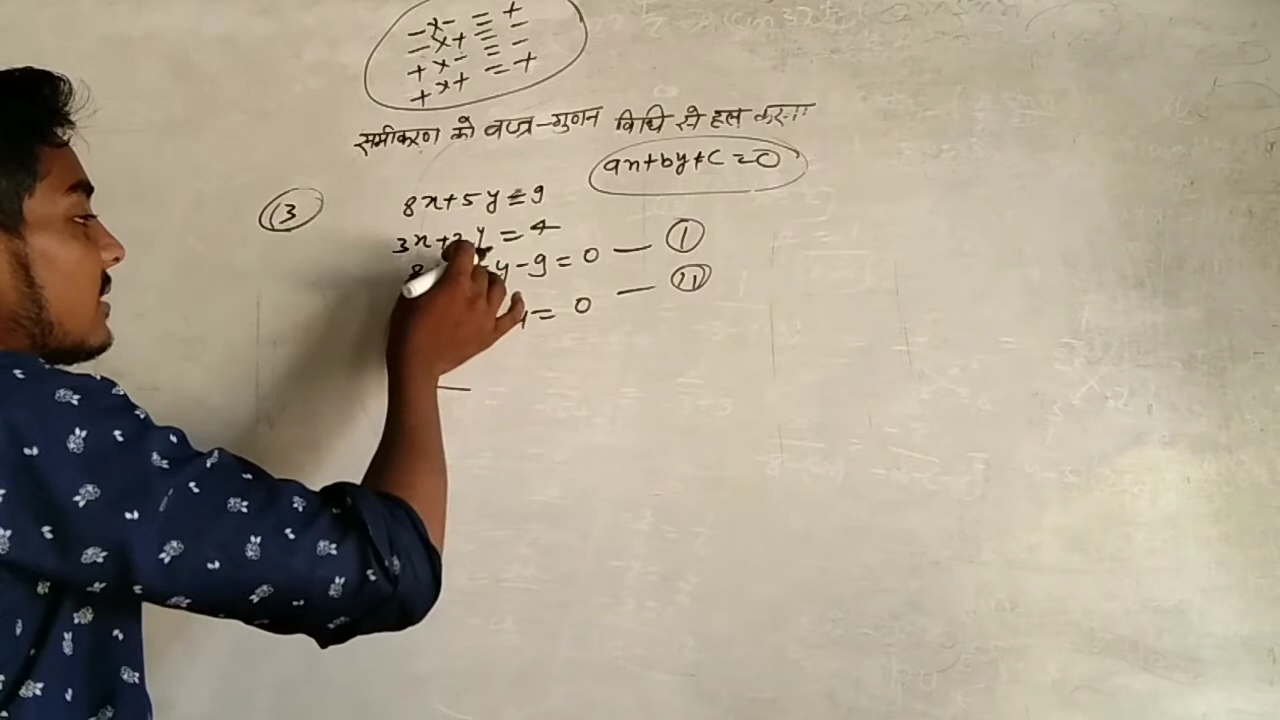 - x - = +
- x + = -
+ x - = -
+ x + = +
समीकरण को वज्र-गुणन विधि से हल करना
ax+by+c=0
(3) 8x+5y=9
3x+2y=4
8 y-9=0 — (1)
= 0 — (11)